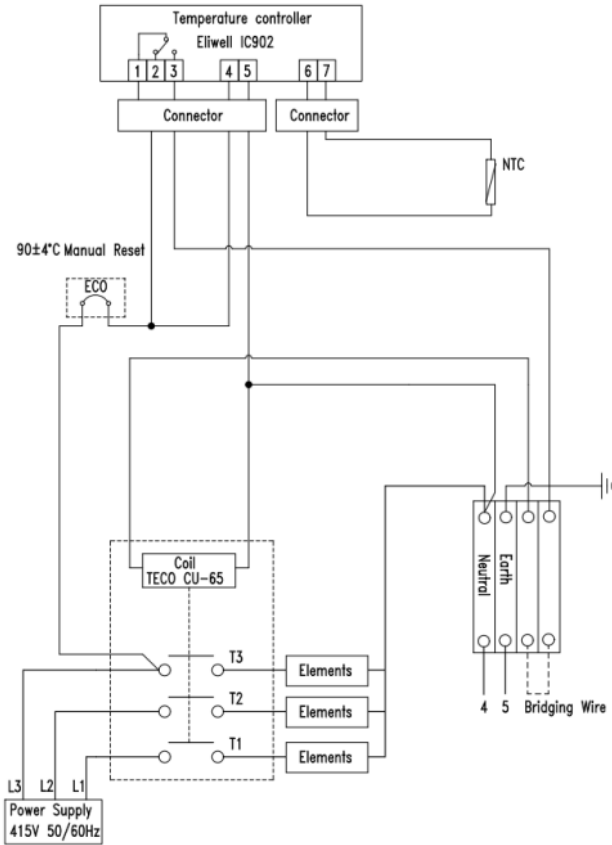 Temperature controller
Eliwell IC902
1 2 3 4 5 6 7
Connector Connector
NTC
90±4°C Manual Reset
ECO
Coil
TECO CU-65
Neutral Earth
T3 Elements
T2 Elements
T1 Elements
4 5 Bridging Wire
L3 L2 L1
Power Supply
415V 50/60Hz